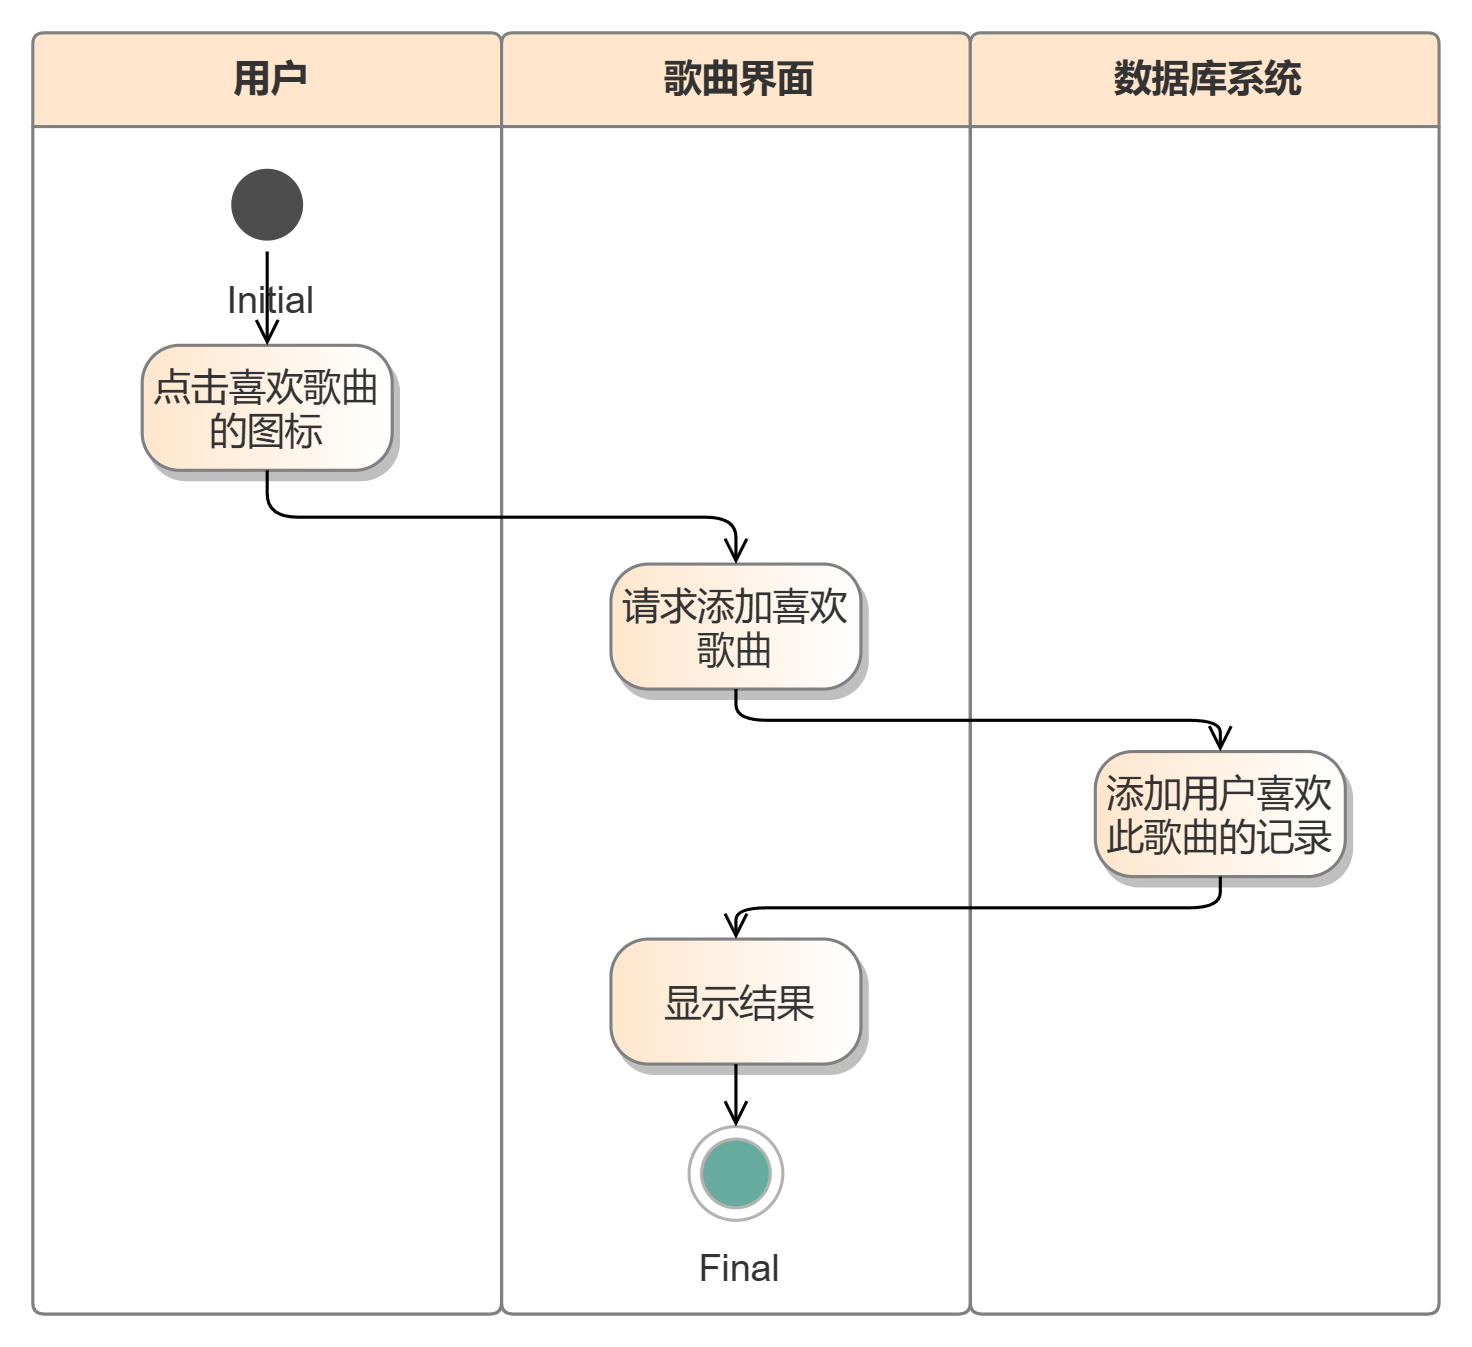 用户
歌曲界面
数据库系统
Initial
点击喜欢歌曲
的图标
请求添加喜欢
歌曲
添加用户喜欢
此歌曲的记录
显示结果
Final